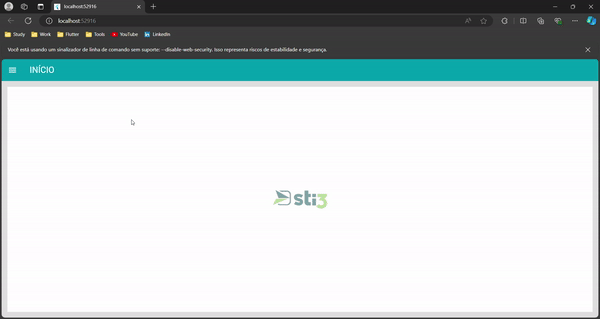 localhost:52916
localhost:52916
Study Work Flutter Tools YouTube LinkedIn
Você está usando um sinalizador de linha de comando sem suporte: --disable-web-security. Isso representa riscos de estabilidade e segurança.
INÍCIO
sti3